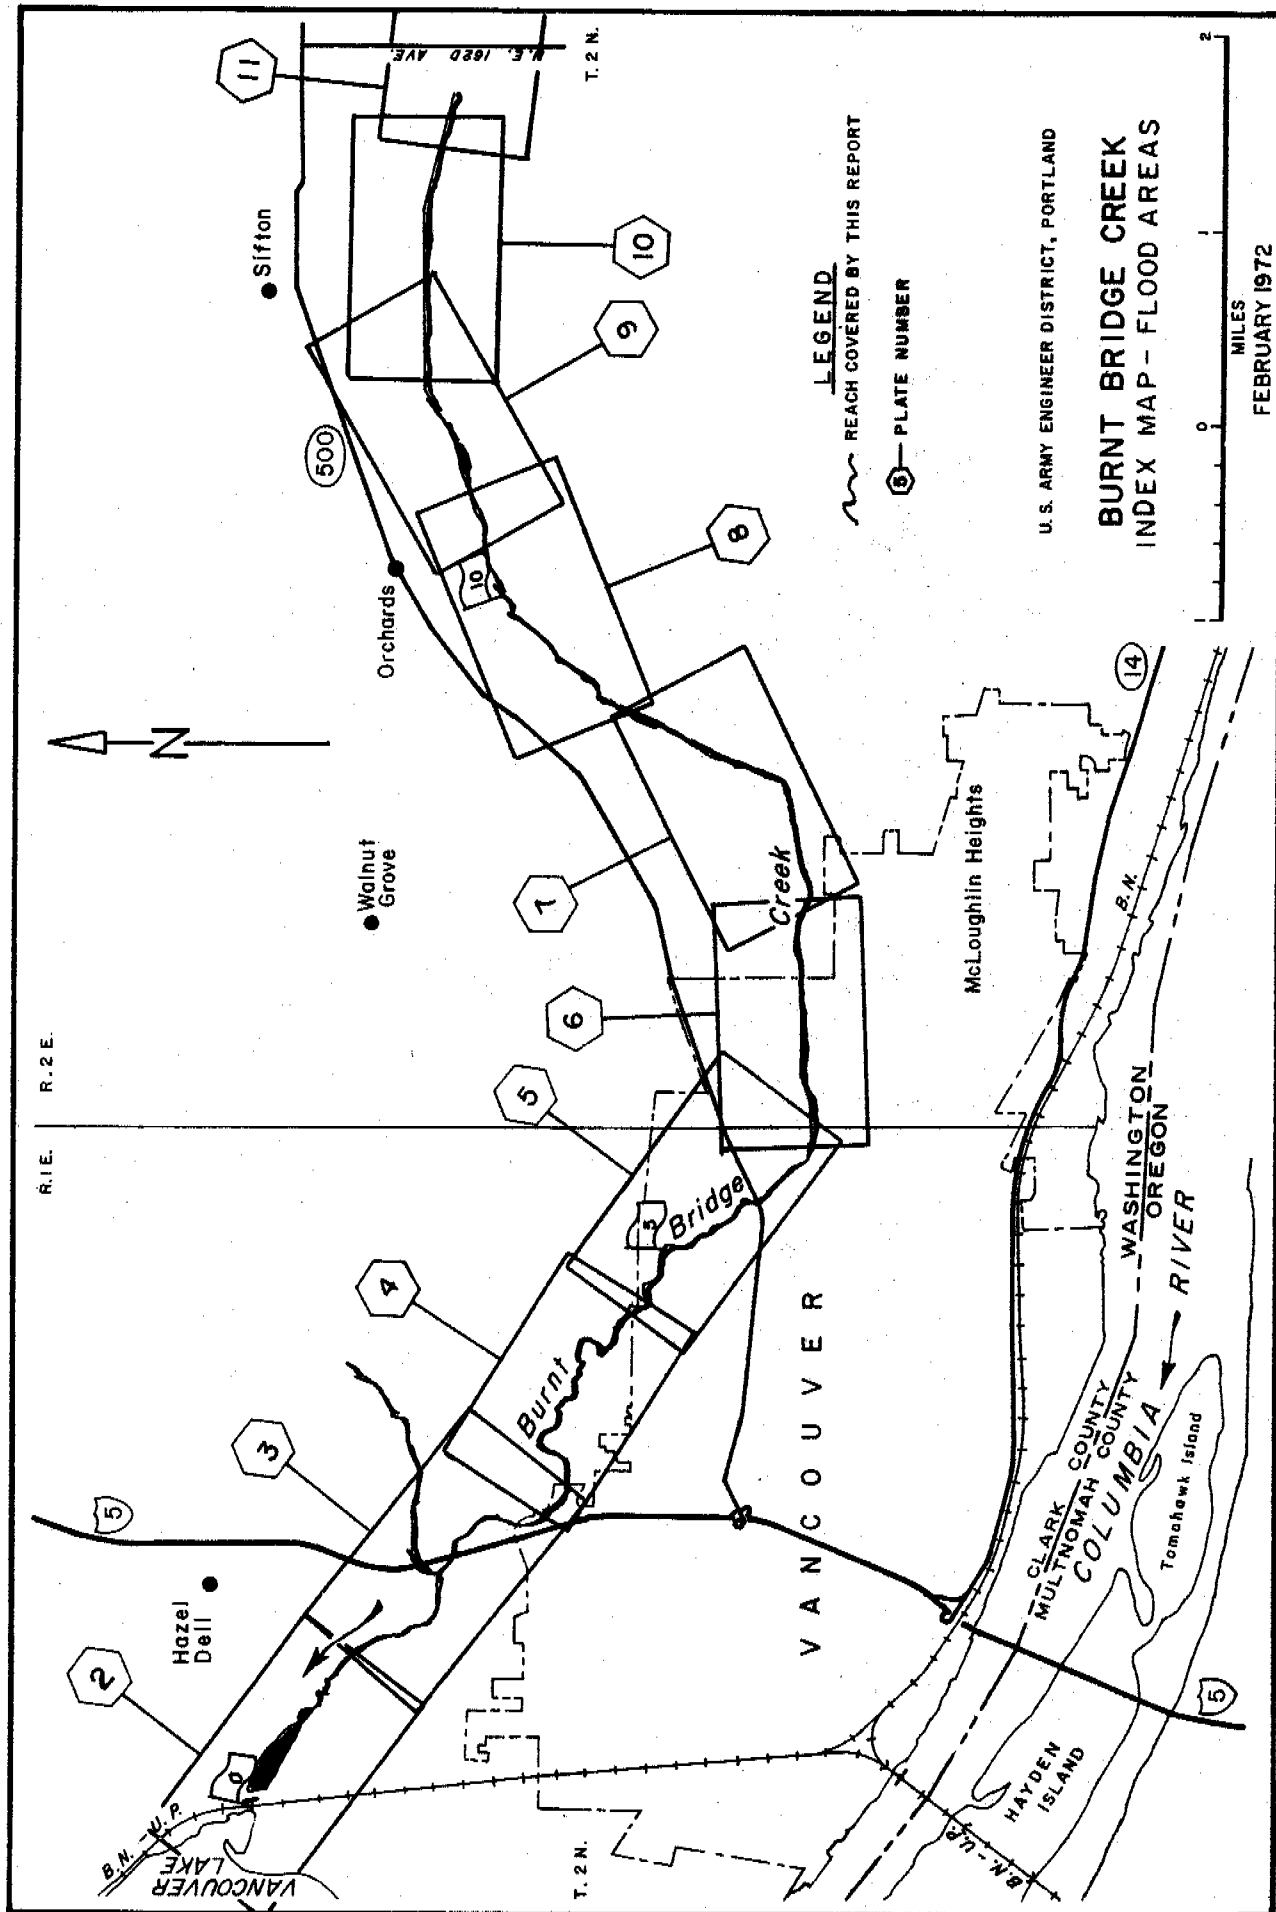 R.1 E.
R. 2 E.
5
Hazel
Dell
2
3
4
5
6
7
8
9
10
11
Walnut
Grove
Orchards
Sifton
500
N.E. 162D AVE.
T. 2 N.
B.N. - U.P.
VANCOUVER
LAKE
0
5
10
Burnt
Bridge
Creek
VANCOUVER
McLoughlin Heights
14
B.N.
T. 2 N.
B.N. - U.P.
HAYDEN
ISLAND
5
Tomahawk Island
CLARK COUNTY
MULTNOMAH COUNTY
COLUMBIA RIVER
WASHINGTON
OREGON
N
LEGEND
REACH COVERED BY THIS REPORT
5 PLATE NUMBER
U.S. ARMY ENGINEER DISTRICT, PORTLAND
BURNT BRIDGE CREEK
INDEX MAP - FLOOD AREAS
1 0 1 2
MILES
FEBRUARY 1972